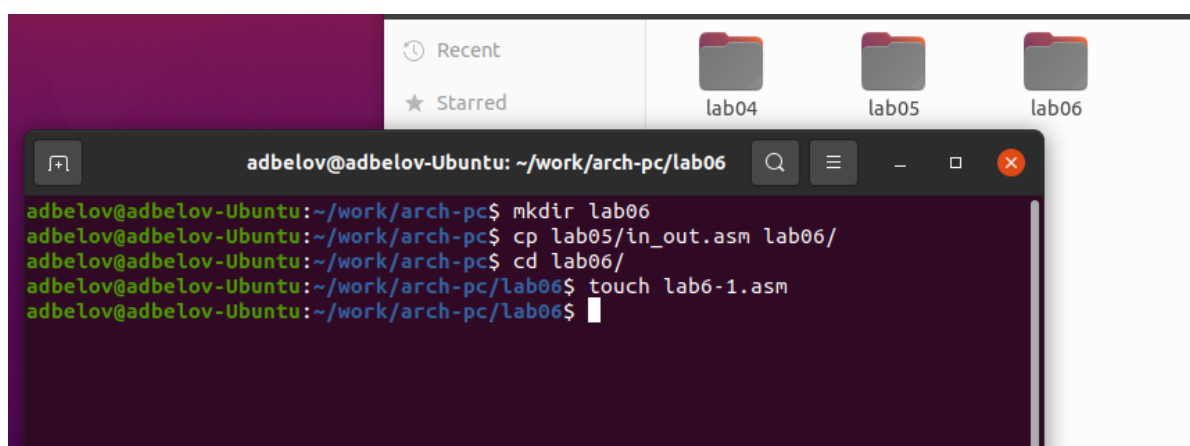 Recent
Starred
lab04 lab05 lab06
adbelov@adbelov-Ubuntu: ~/work/arch-pc/lab06
adbelov@adbelov-Ubuntu:~/work/arch-pc$ mkdir lab06
adbelov@adbelov-Ubuntu:~/work/arch-pc$ cp lab05/in_out.asm lab06/
adbelov@adbelov-Ubuntu:~/work/arch-pc$ cd lab06/
adbelov@adbelov-Ubuntu:~/work/arch-pc/lab06$ touch lab6-1.asm
adbelov@adbelov-Ubuntu:~/work/arch-pc/lab06$